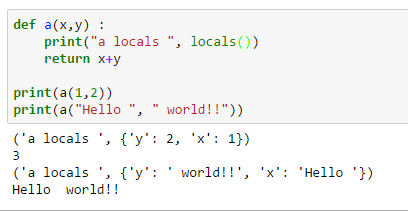 def a(x,y) :
    print("a locals ", locals())
    return x+y

print(a(1,2))
print(a("Hello ", " world!!"))
('a locals ', {'y': 2, 'x': 1})
3
('a locals ', {'y': ' world!!', 'x': 'Hello '})
Hello  world!!